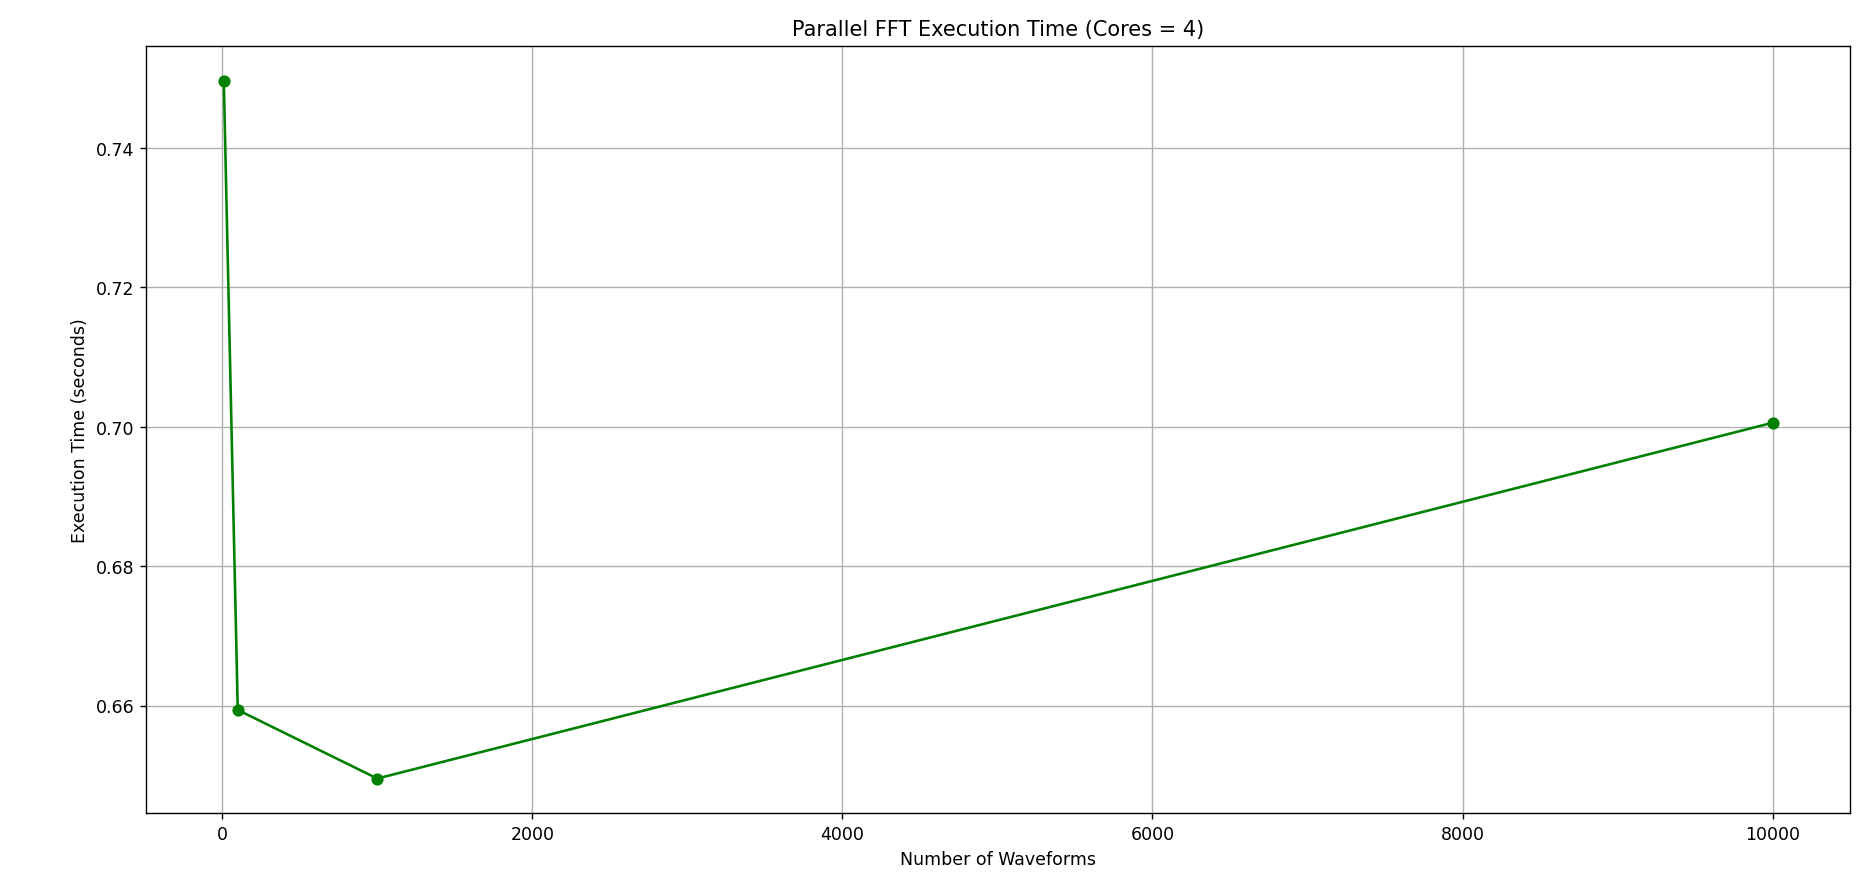 Parallel FFT Execution Time (Cores = 4)
Execution Time (seconds)
0.74
0.72
0.70
0.68
0.66
0 2000 4000 6000 8000 10000
Number of Waveforms